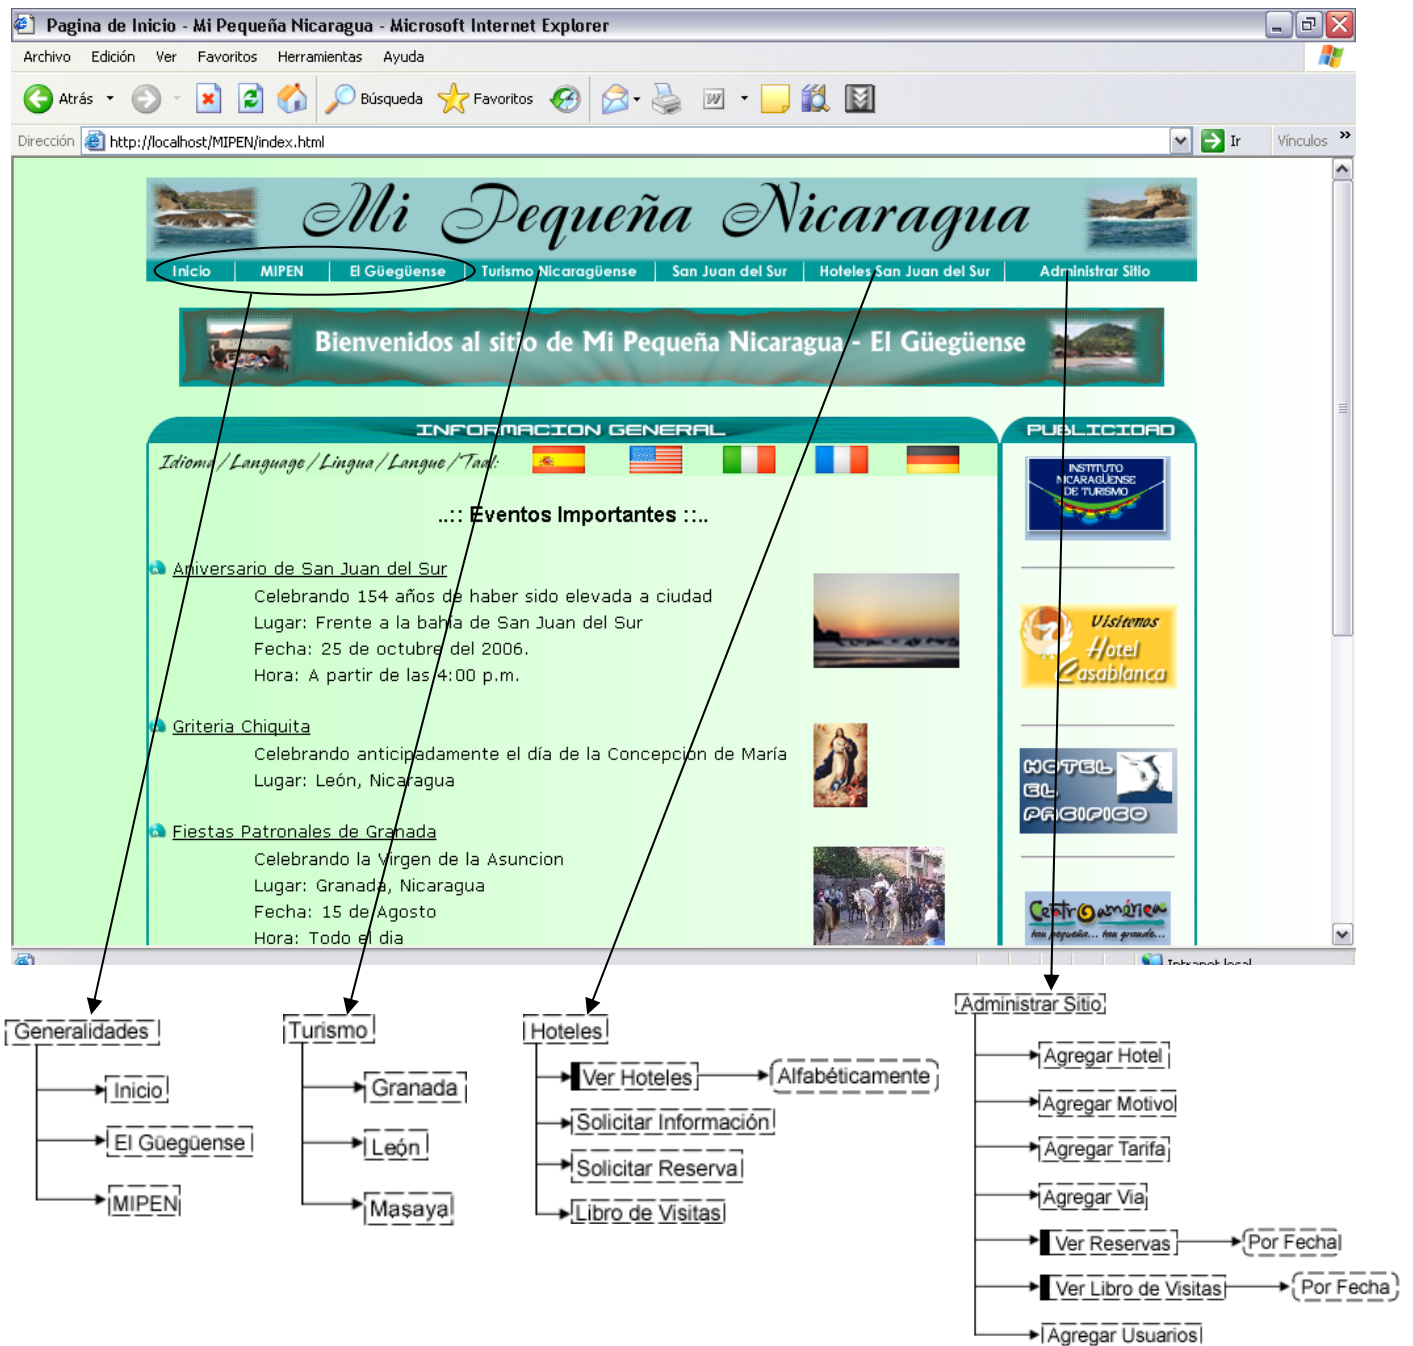 Pagina de Inicio - Mi Pequeña Nicaragua - Microsoft Internet Explorer
Archivo Edición Ver Favoritos Herramientas Ayuda
Atrás Búsqueda Favoritos
Dirección http://localhost/MIPEN/index.html Ir Vínculos
Mi Pequeña Nicaragua
Inicio MIPEN El Güegüense Turismo Nicaragüense San Juan del Sur Hoteles San Juan del Sur Administrar Sitio
Bienvenidos al sitio de Mi Pequeña Nicaragua - El Güegüense
INFORMACION GENERAL
Idioma / Language / Lingua / Langue / Taal:
..:: Eventos Importantes ::..
Aniversario de San Juan del Sur
Celebrando 154 años de haber sido elevada a ciudad
Lugar: Frente a la bahía de San Juan del Sur
Fecha: 25 de octubre del 2006.
Hora: A partir de las 4:00 p.m.
Griteria Chiquita
Celebrando anticipadamente el día de la Concepcion de María
Lugar: León, Nicaragua
Fiestas Patronales de Granada
Celebrando la Virgen de la Asuncion
Lugar: Granada, Nicaragua
Fecha: 15 de Agosto
Hora: Todo el dia
PUBLICIDAD
INSTITUTO
NICARAGÜENSE
DE TURISMO
Visítenos
Hotel
Casablanca
HOTEL
EL
PACIFICO
Centroamérica
tan pequeña... tan grande...
Intranet local
Generalidades
Inicio
El Güegüense
MIPEN
Turismo
Granada
León
Masaya
Hoteles
Ver Hoteles Alfabéticamente
Solicitar Información
Solicitar Reserva
Libro de Visitas
Administrar Sitio
Agregar Hotel
Agregar Motivo
Agregar Tarifa
Agregar Via
Ver Reservas Por Fecha
Ver Libro de Visitas Por Fecha
Agregar Usuarios